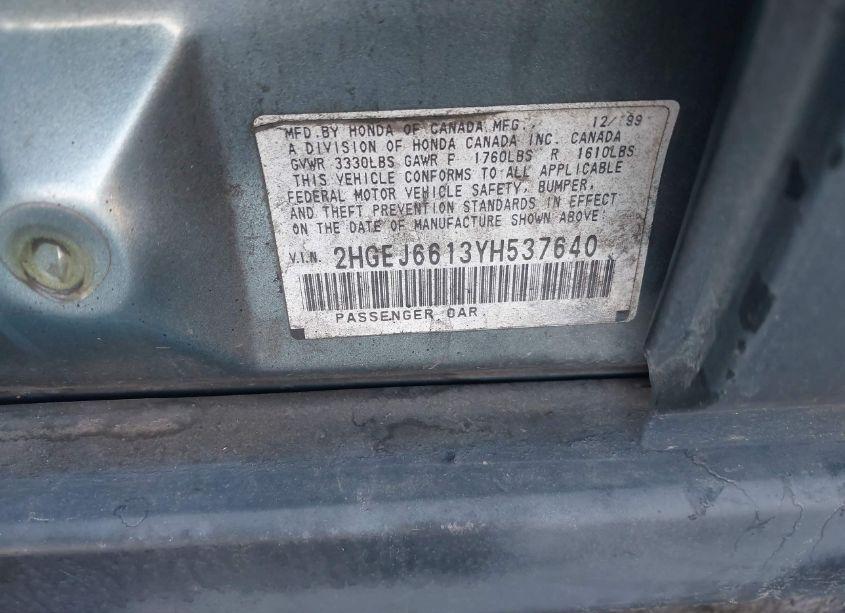 MFD.BY HONDA OF CANADA MFG., 12/'99
A DIVISION OF HONDA CANADA INC. CANADA
GVWR 3330LBS GAWR F 1760LBS R 1610LBS
THIS VEHICLE CONFORMS TO ALL APPLICABLE
FEDERAL MOTOR VEHICLE SAFETY, BUMPER,
AND THEFT PREVENTION STANDARDS IN EFFECT
ON THE DATE OF MANUFACTURE SHOWN ABOVE.
V.I.N. 2HGEJ6613YH537640
PASSENGER CAR